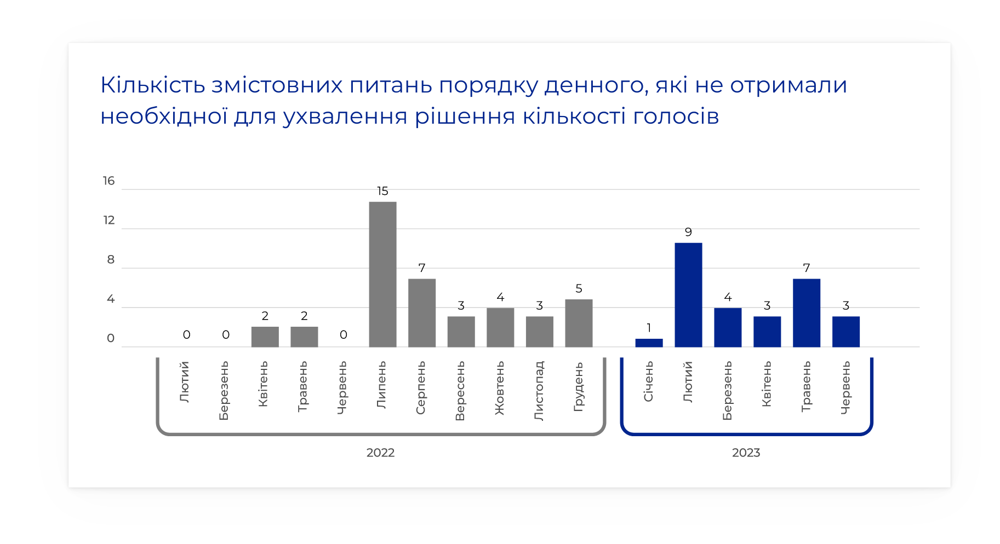 Кількість змістовних питань порядку денного, які не отримали
необхідної для ухвалення рішення кількості голосів
16
12
8
4
0
0
0
2
2
0
15
7
3
4
3
5
1
9
4
3
7
3
Лютий
Березень
Квітень
Травень
Червень
Липень
Серпень
Вересень
Жовтень
Листопад
Грудень
Січень
Лютий
Березень
Квітень
Травень
Червень
2022
2023